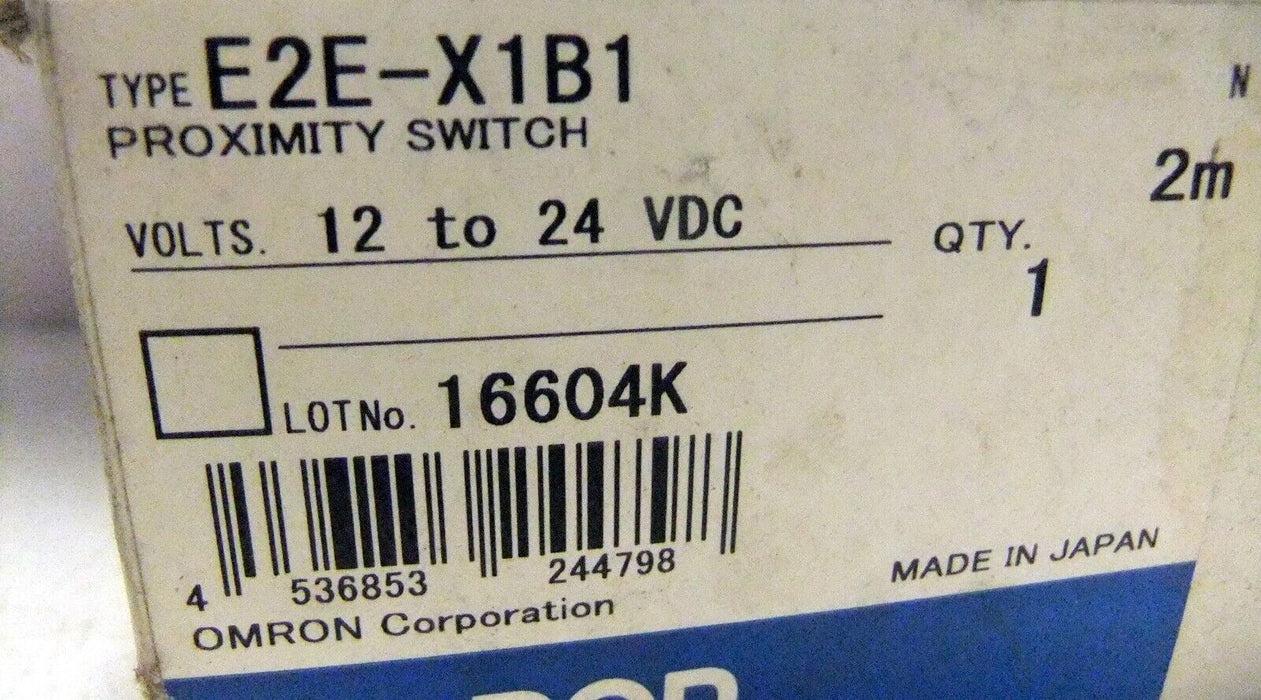 TYPE E2E-X1B1
N
PROXIMITY SWITCH
2m
VOLTS. 12 to 24 VDC
QTY.
1
LOT No. 16604K
4 536853 244798
MADE IN JAPAN
OMRON Corporation